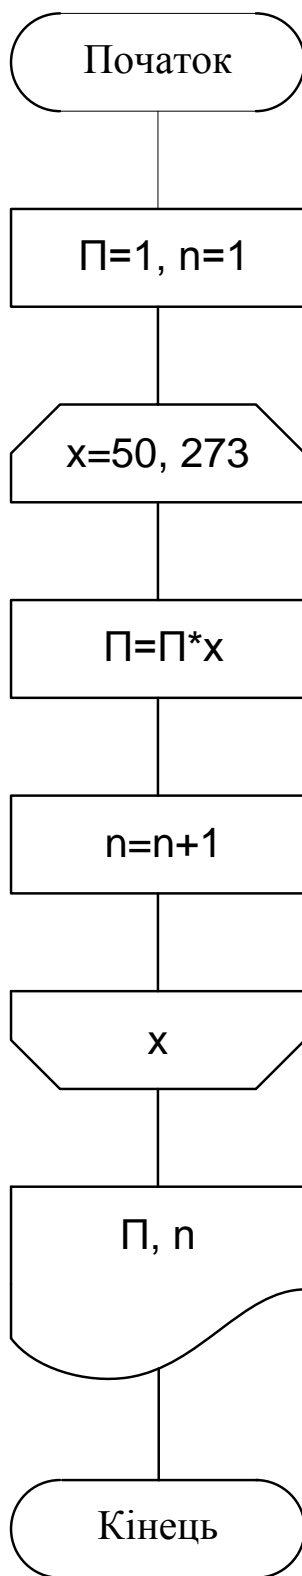 Початок
П=1, n=1
x=50, 273
П=П*x
n=n+1
x
П, n
Кінець